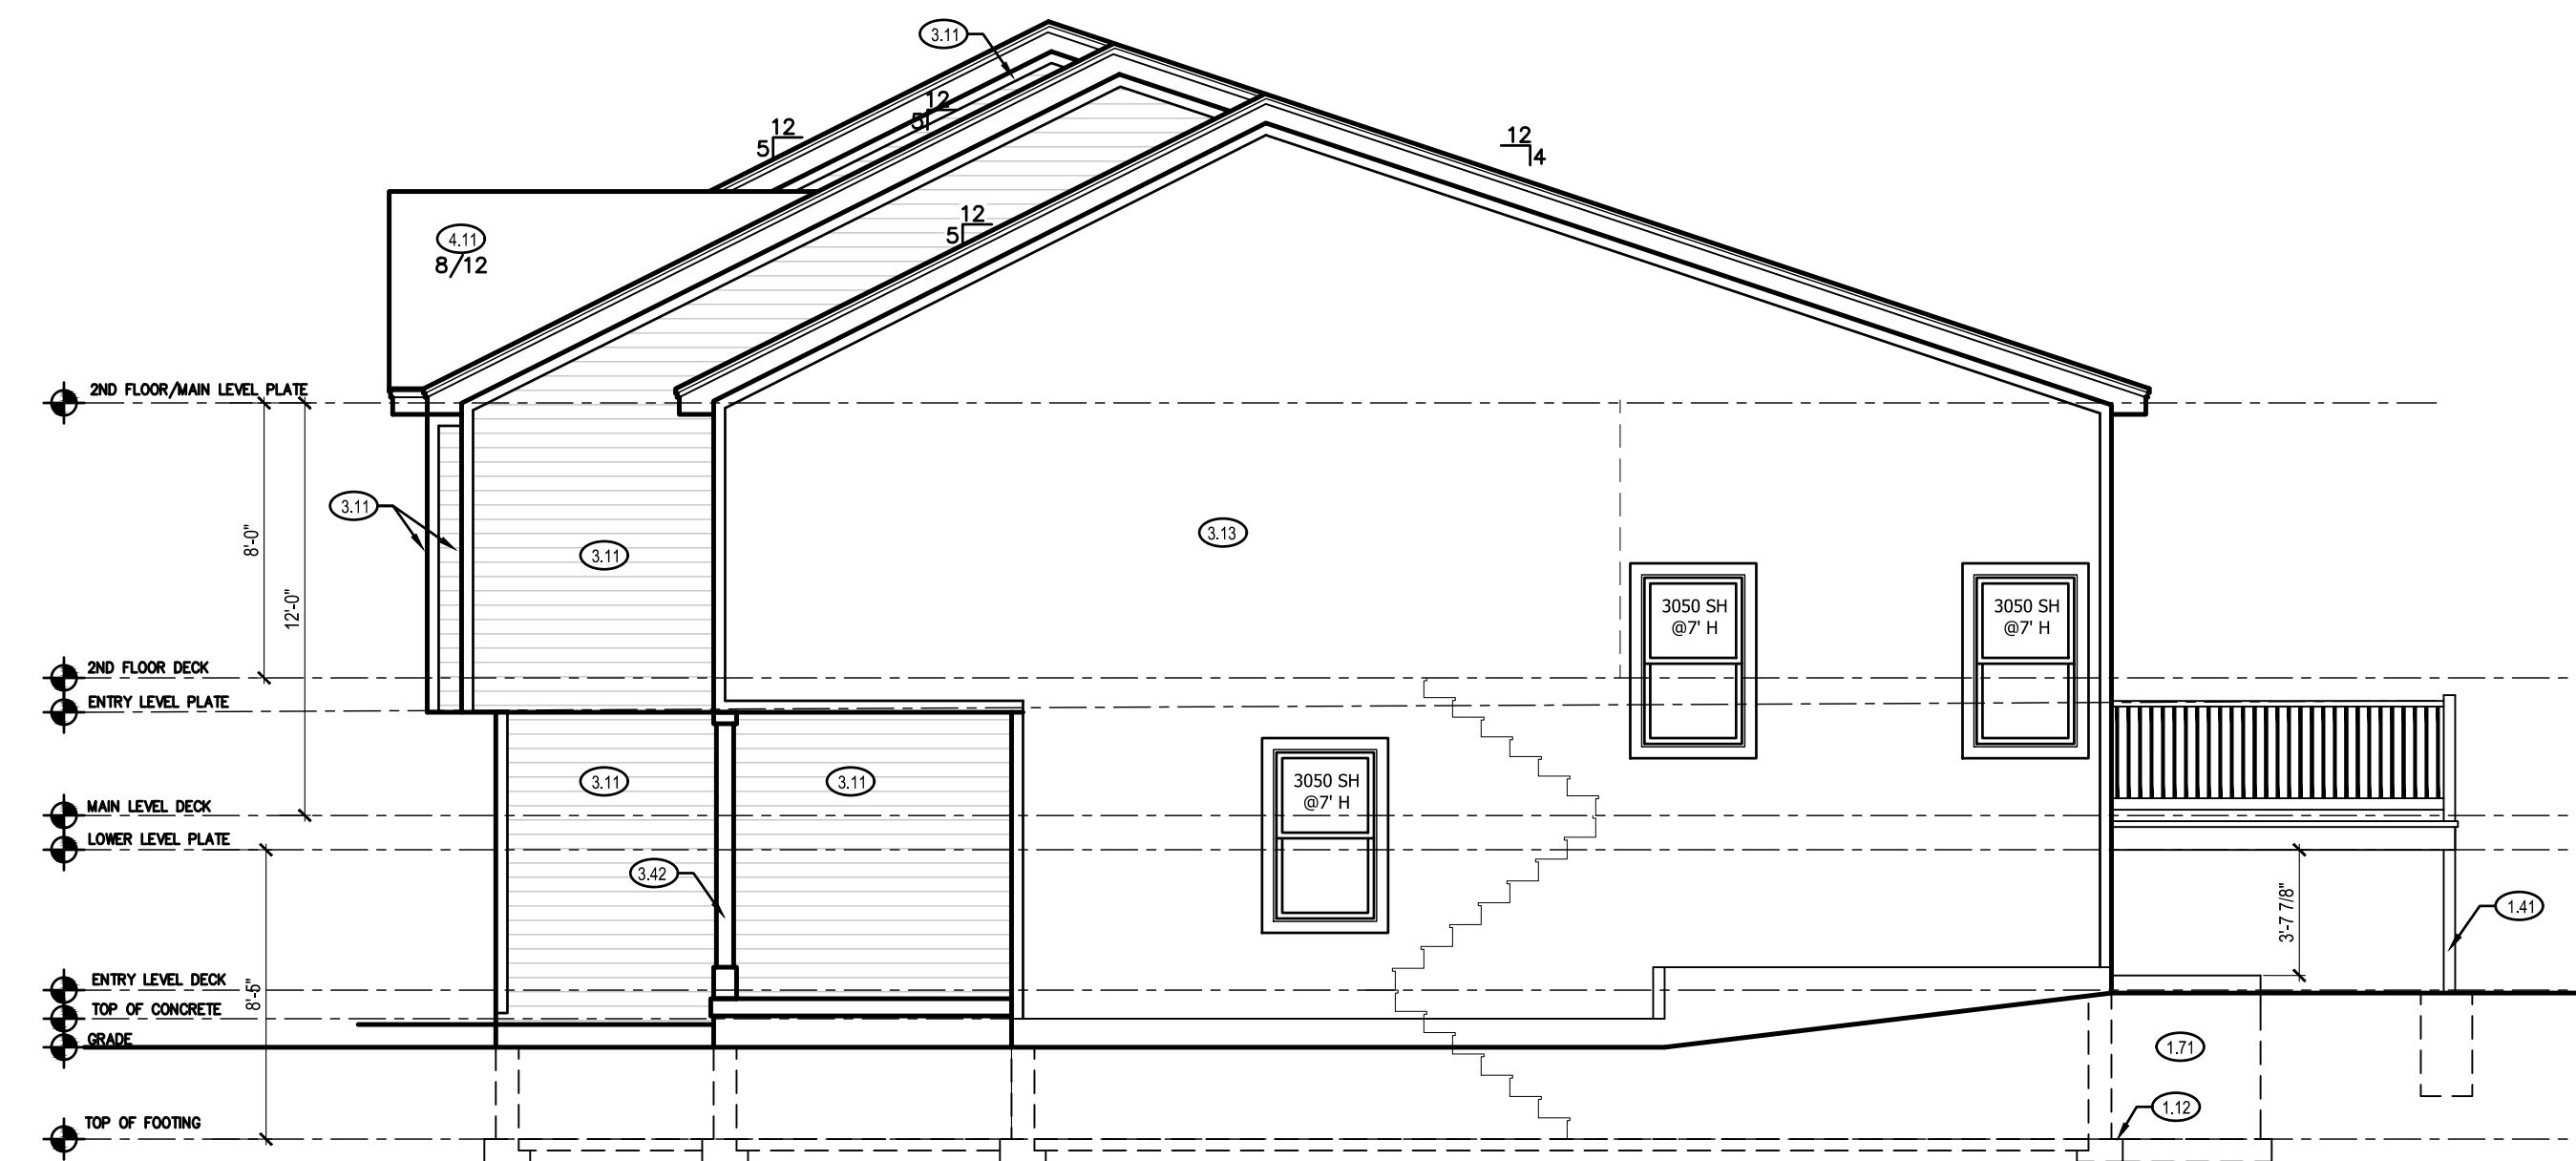 3.11
12
5
12
5
12
4
12
5
4.11
8/12
2ND FLOOR/MAIN LEVEL PLATE
8'-0"
12'-0"
3.11
3.11
3.13
3050 SH
@7' H
3050 SH
@7' H
2ND FLOOR DECK
ENTRY LEVEL PLATE
3.11
3.11
3050 SH
@7' H
MAIN LEVEL DECK
LOWER LEVEL PLATE
3.42
3'-7 7/8"
1.41
ENTRY LEVEL DECK
8'-5"
TOP OF CONCRETE
GRADE
1.71
1.12
TOP OF FOOTING